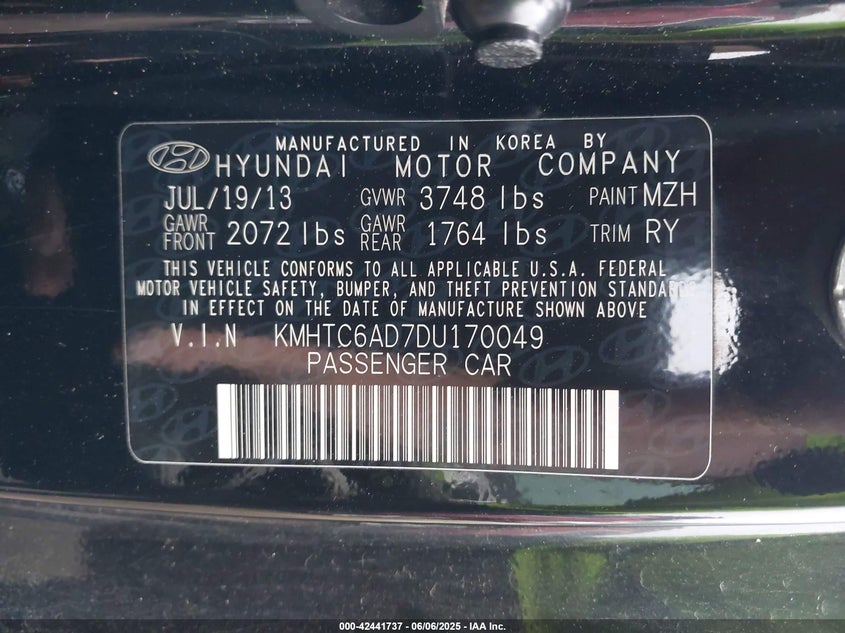 MANUFACTURED IN KOREA BY
HYUNDAI MOTOR COMPANY
JUL/19/13 GVWR 3748 lbs PAINT MZH
GAWR FRONT 2072 lbs GAWR REAR 1764 lbs TRIM RY
THIS VEHICLE CONFORMS TO ALL APPLICABLE U.S.A. FEDERAL
MOTOR VEHICLE SAFETY, BUMPER, AND THEFT PREVENTION STANDARDS
IN EFFECT ON THE DATE OF MANUFACTURE SHOWN ABOVE
V.I.N KMHTC6AD7DU170049
PASSENGER CAR
000-42441737 - 06/06/2025 - IAA Inc.